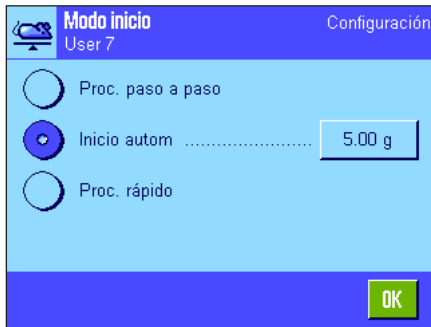 Modo inicio
Configuración
User 7
Proc. paso a paso
Inicio autom ........................ 5.00 g
Proc. rápido
OK